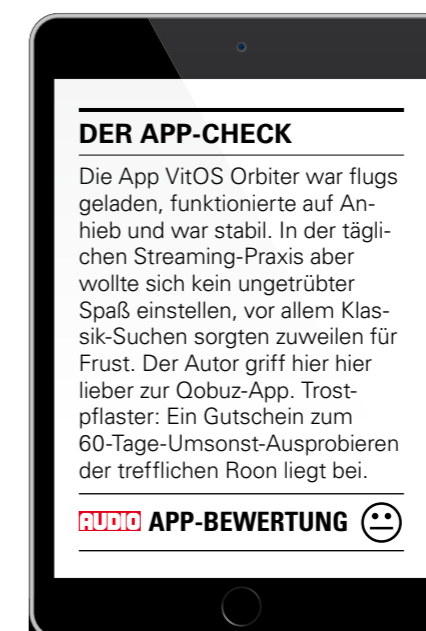 DER APP-CHECK
Die App VitOS Orbiter war flugs
geladen, funktionierte auf An-
hieb und war stabil. In der tägli-
chen Streaming-Praxis aber
wollte sich kein ungetrübter
Spaß einstellen, vor allem Klas-
sik-Suchen sorgten zuweilen für
Frust. Der Autor griff hier hier
lieber zur Qobuz-App. Trost-
pflaster: Ein Gutschein zum
60-Tage-Umsonst-Ausprobieren
der trefflichen Roon liegt bei.
AUDIO APP-BEWERTUNG